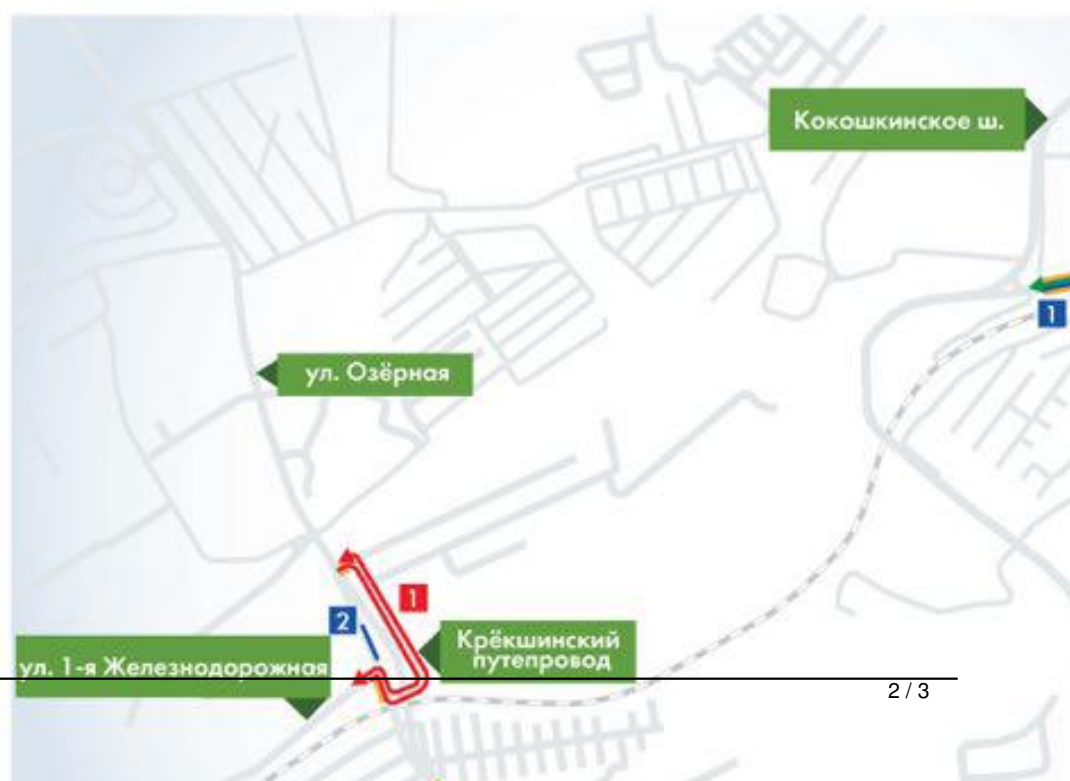 Кокошкинское ш.
1
ул. Озёрная
1
2
Крёкшинский
путепровод
ул. 1-я Железнодорожная
2 / 3